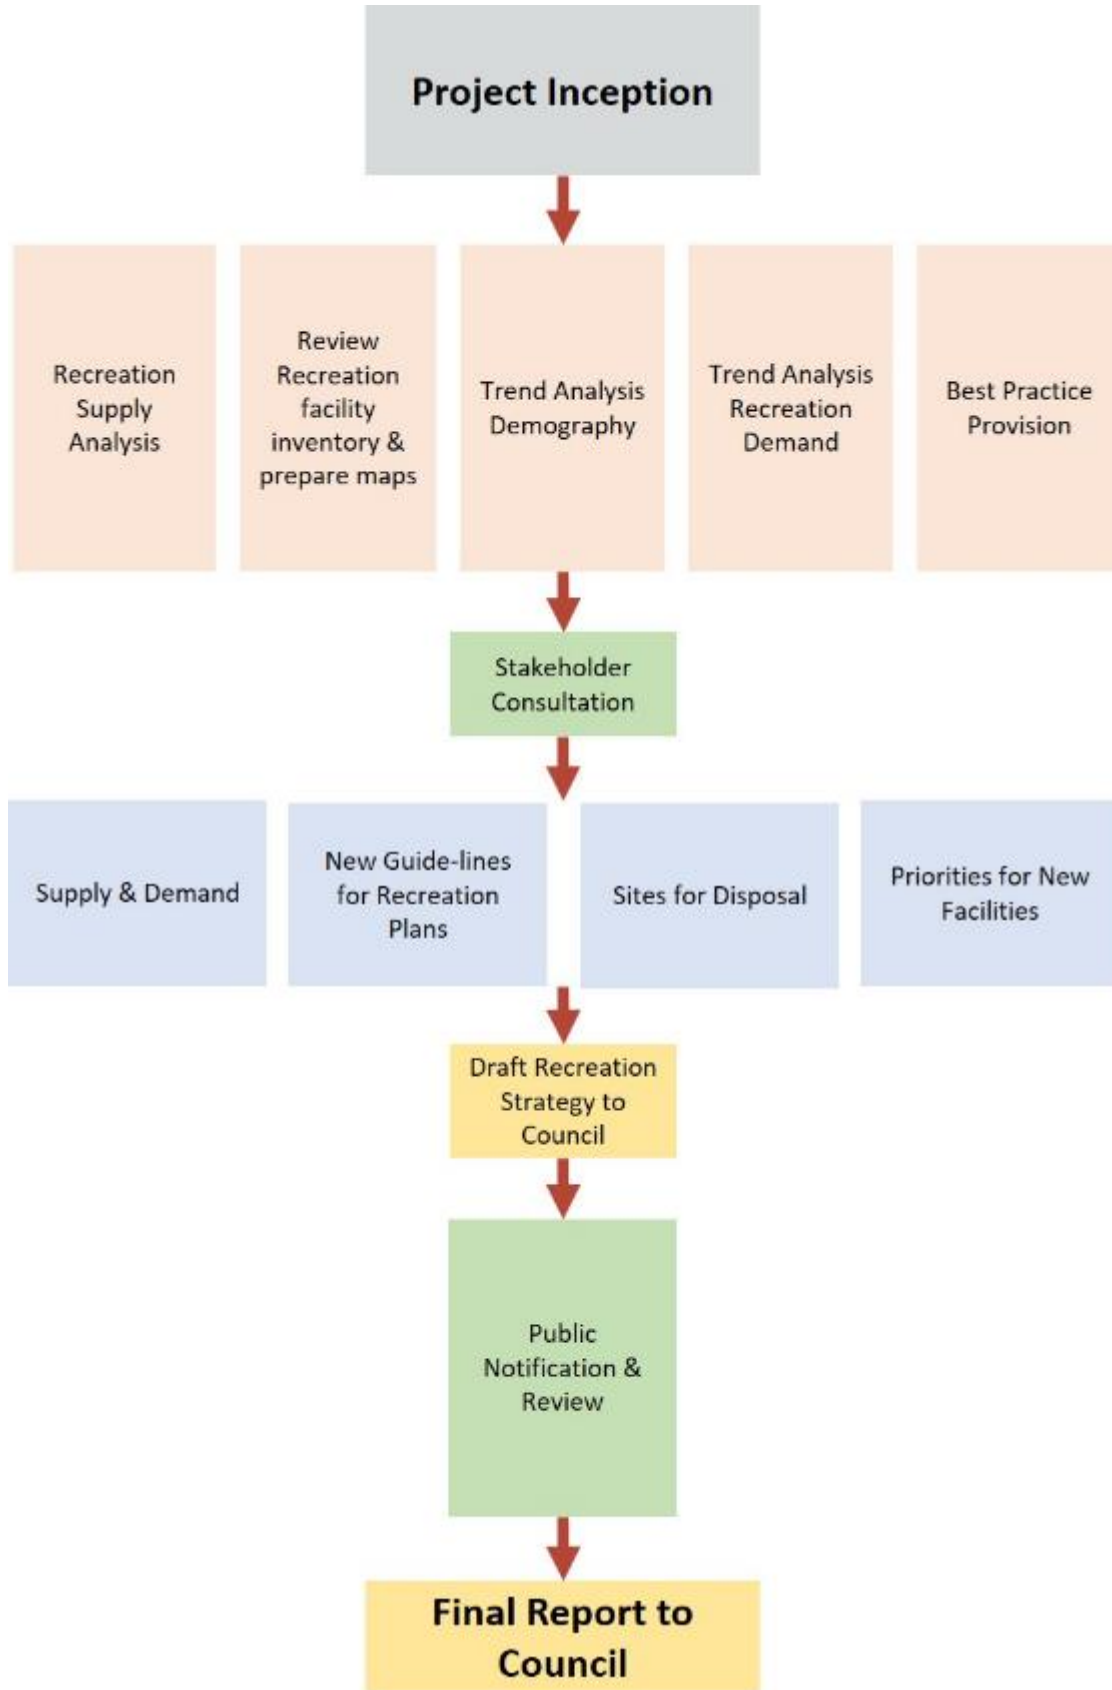 Project Inception
Recreation
Supply
Analysis
Review
Recreation
facility
inventory &
prepare maps
Trend Analysis
Demography
Trend Analysis
Recreation
Demand
Best Practice
Provision
Stakeholder
Consultation
Supply & Demand
New Guide-lines
for Recreation
Plans
Sites for Disposal
Priorities for New
Facilities
Draft Recreation
Strategy to
Council
Public
Notification &
Review
Final Report to
Council